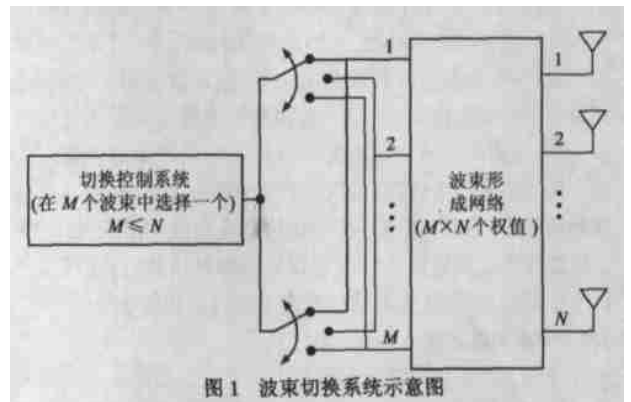 切换控制系统
(在 M 个波束中选择一个)
M ≤ N
1
2
M
波束形
成网络
(M×N个权值)
1
2
N
图 1 波束切换系统示意图